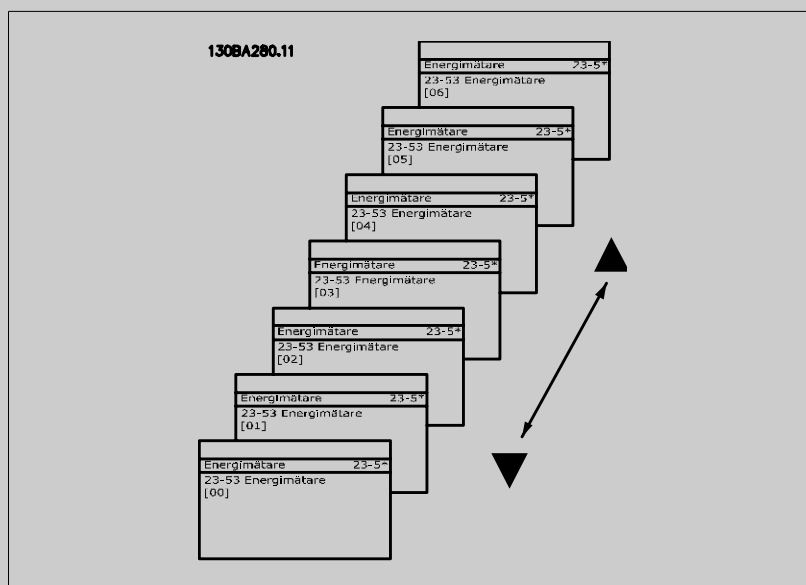 130BA280.11
Energimätare 23-5*
23-53 Energimätare
[06]
Energimätare 23-5*
23-53 Energimätare
[05]
Energimätare 23-5*
23-53 Energimätare
[04]
Energimätare 23-5*
23-53 Energimätare
[03]
Energimätare 23-5*
23-53 Energimätare
[02]
Energimätare 23-5*
23-53 Energimätare
[01]
Energimätare 23-5*
23-53 Energimätare
[00]